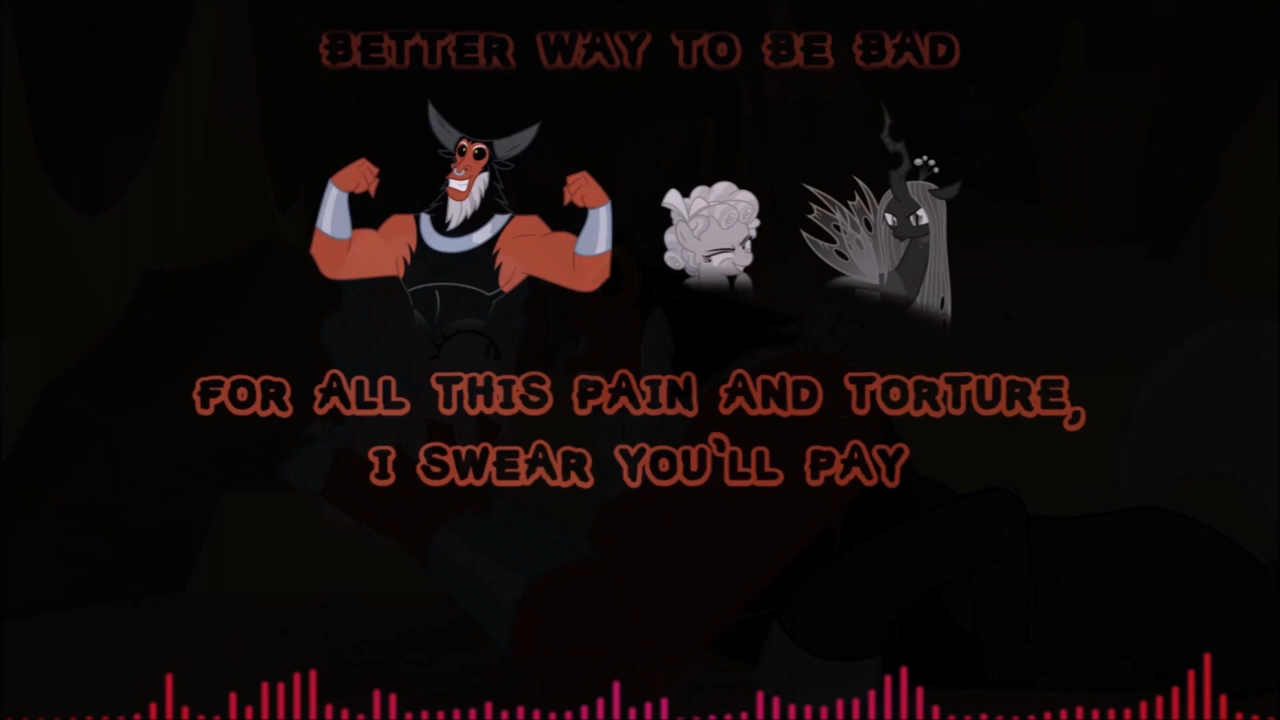 BETTER WAY TO BE BAD
FOR ALL THIS PAIN AND TORTURE,
I SWEAR YOU'LL PAY